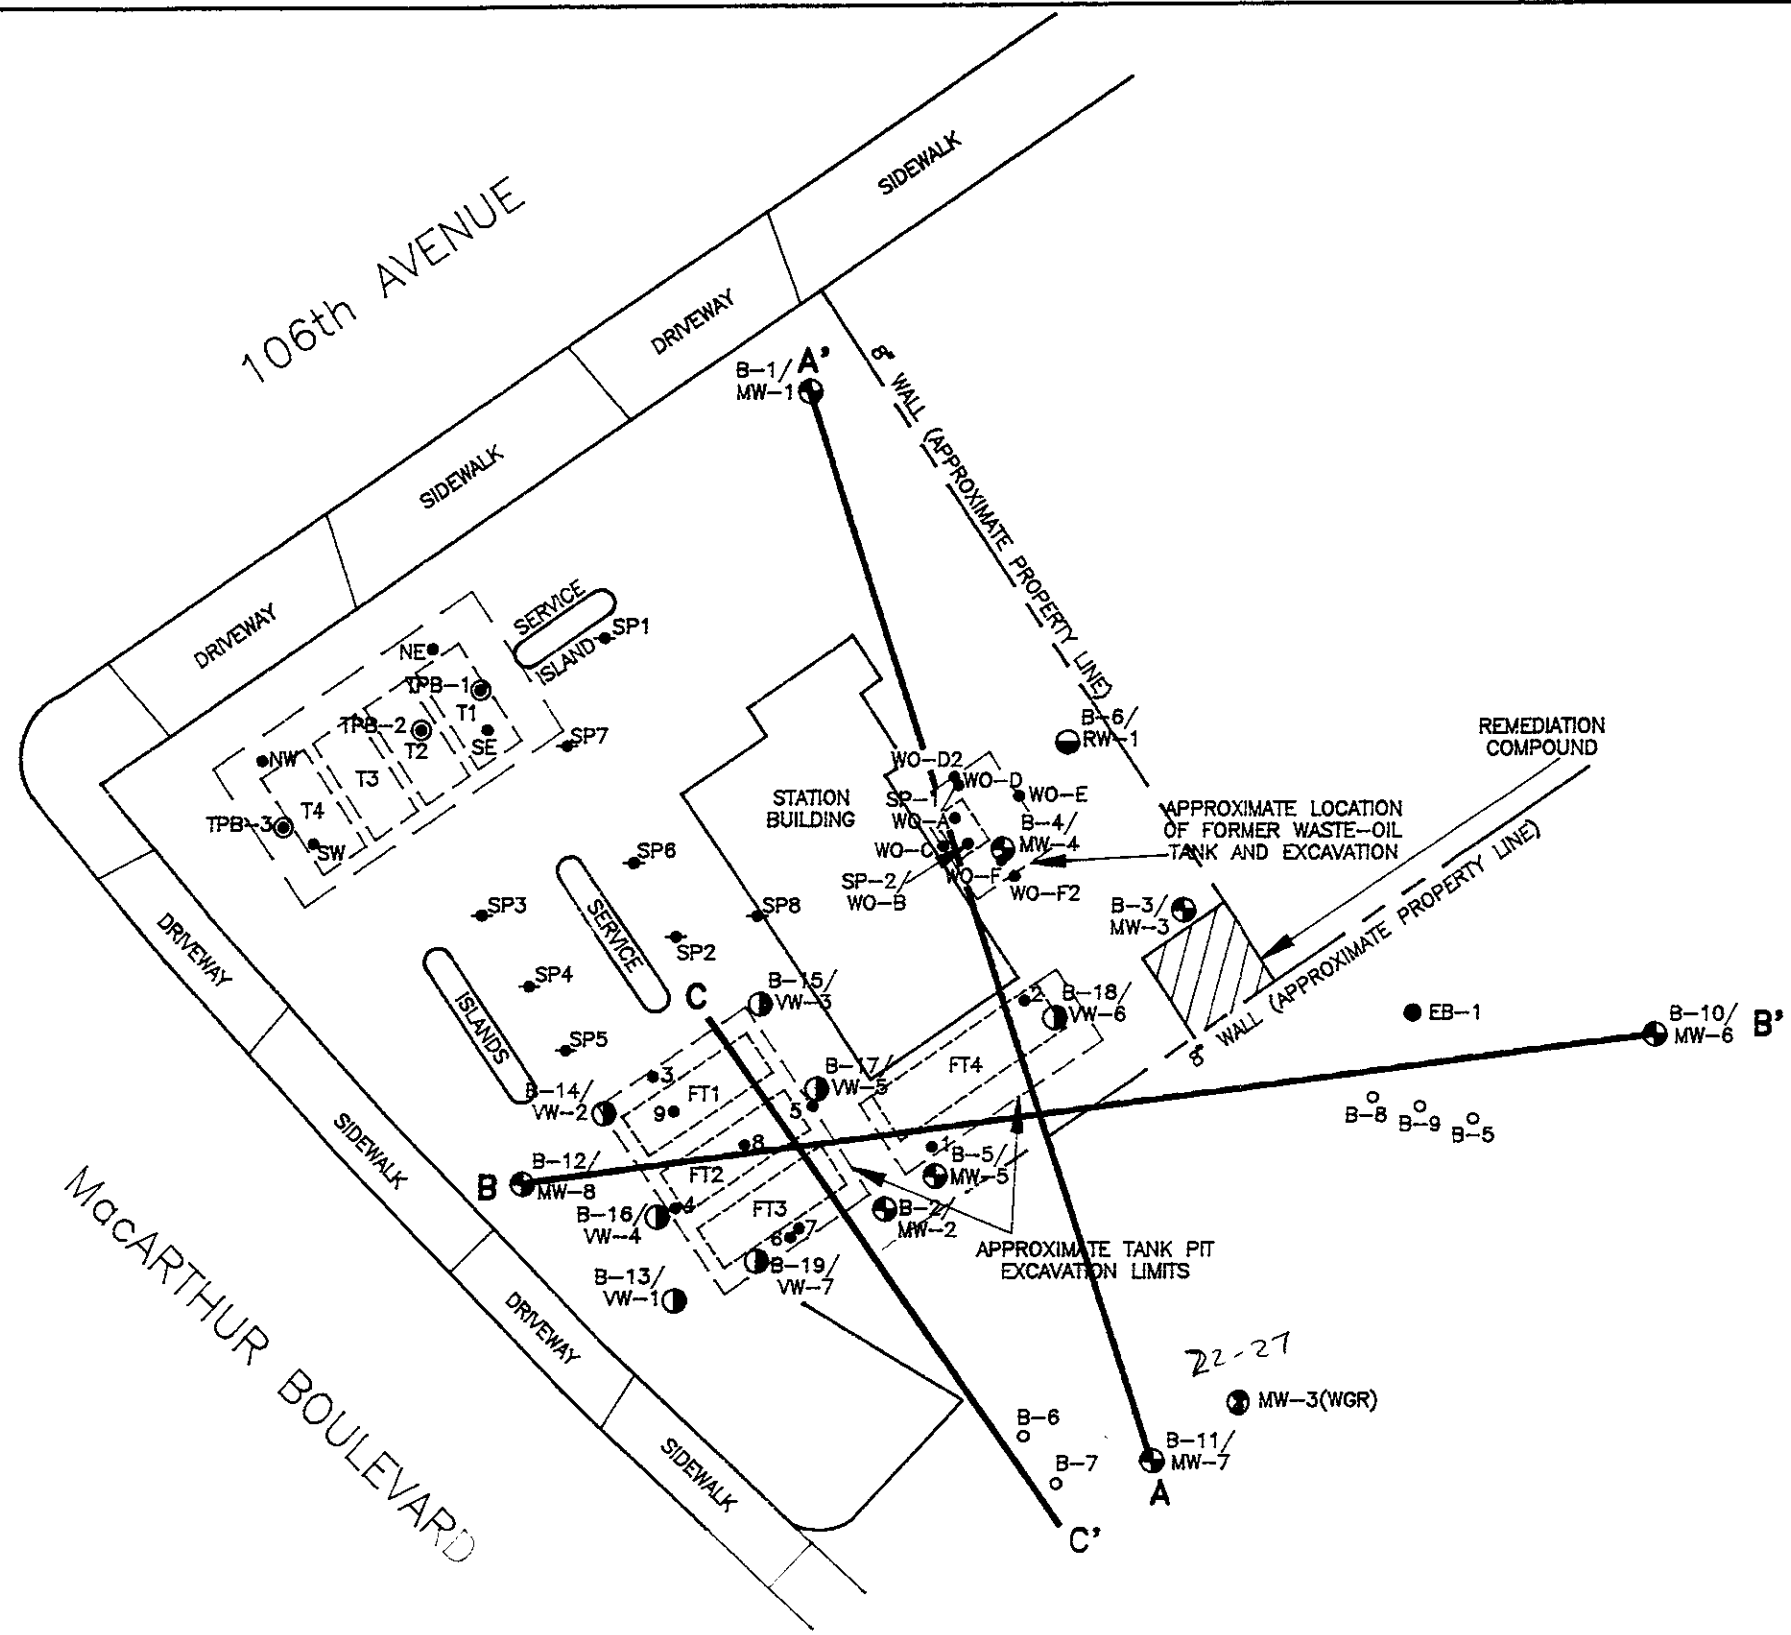 106th AVENUE
SIDEWALK
DRIVEWAY
SIDEWALK
DRIVEWAY
B-1/
MW-1
A'
8" WALL (APPROXIMATE PROPERTY LINE)
SERVICE
ISLAND
SP1
NE
TPB-1
T1
TPB-2
T2
SE
SP7
NW
T3
T4
TPB-3
SW
B-6/
RW-1
REMEDIATION
COMPOUND
WO-D2
WO-D
WO-E
SP-1
WO-A
STATION
BUILDING
B-4/
MW-4
WO-C
WO-F
WO-F2
SP-2/
WO-B
APPROXIMATE LOCATION
OF FORMER WASTE-OIL
TANK AND EXCAVATION
SP6
SP3
SP8
SERVICE
SP2
B-3/
MW-3
8" WALL (APPROXIMATE PROPERTY LINE)
DRIVEWAY
SP4
ISLANDS
C
B-15/
VW-3
2
B-18/
VW-6
EB-1
B-10/
MW-6
B'
SP5
B-17/
VW-5
FT4
3
B-14/
VW-2
9
FT1
5
B-8
B-9
B-5
SIDEWALK
8
1
B-5/
MW-5
B
B-12/
MW-8
FT2
4
B-16/
VW-4
FT3
7
6
B-2/
MW-2
APPROXIMATE TANK PIT
EXCAVATION LIMITS
B-19/
VW-7
B-13/
VW-1
MacARTHUR BOULEVARD
DRIVEWAY
22-27
MW-3(WGR)
B-6
B-11/
MW-7
B-7
A
SIDEWALK
C'